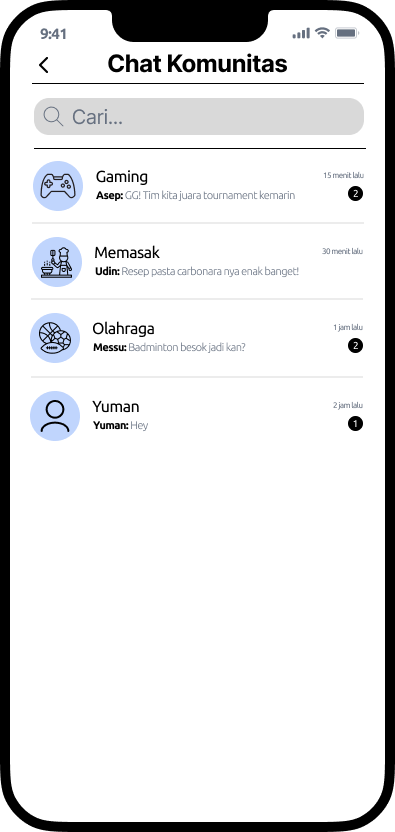 9:41
Chat Komunitas
Cari...
Gaming
15 menit lalu
Asep: GG! Tim kita juara tournament kemarin
2
Memasak
30 menit lalu
Udin: Resep pasta carbonara nya enak banget!
Olahraga
1 jam lalu
Messu: Badminton besok jadi kan?
2
Yuman
2 jam lalu
Yuman: Hey
1